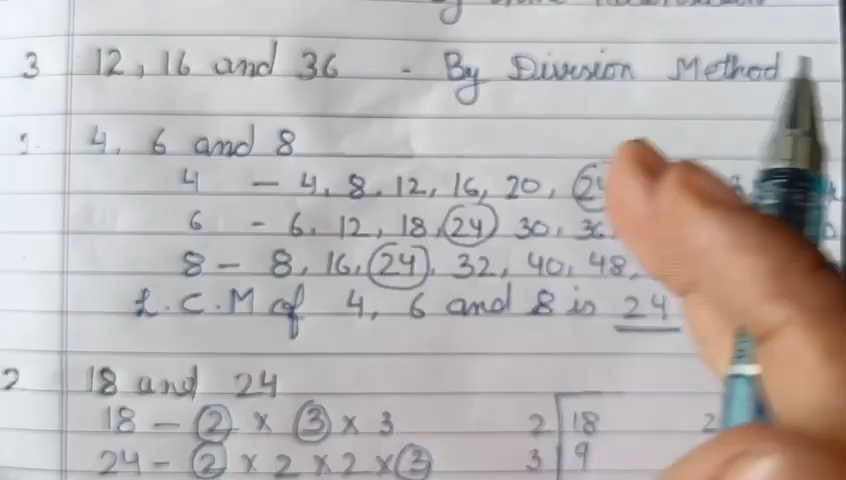 3 12, 16 and 36 - By Division Method
1. 4, 6 and 8
4 - 4, 8, 12, 16, 20, 24
6 - 6, 12, 18, 24, 30, 36
8 - 8, 16, 24, 32, 40, 48,
L.C.M of 4, 6 and 8 is 24
2 18 and 24
18 - 2 x 3 x 3 2 | 18 2
24 - 2 x 2 x 2 x 3 3 | 9